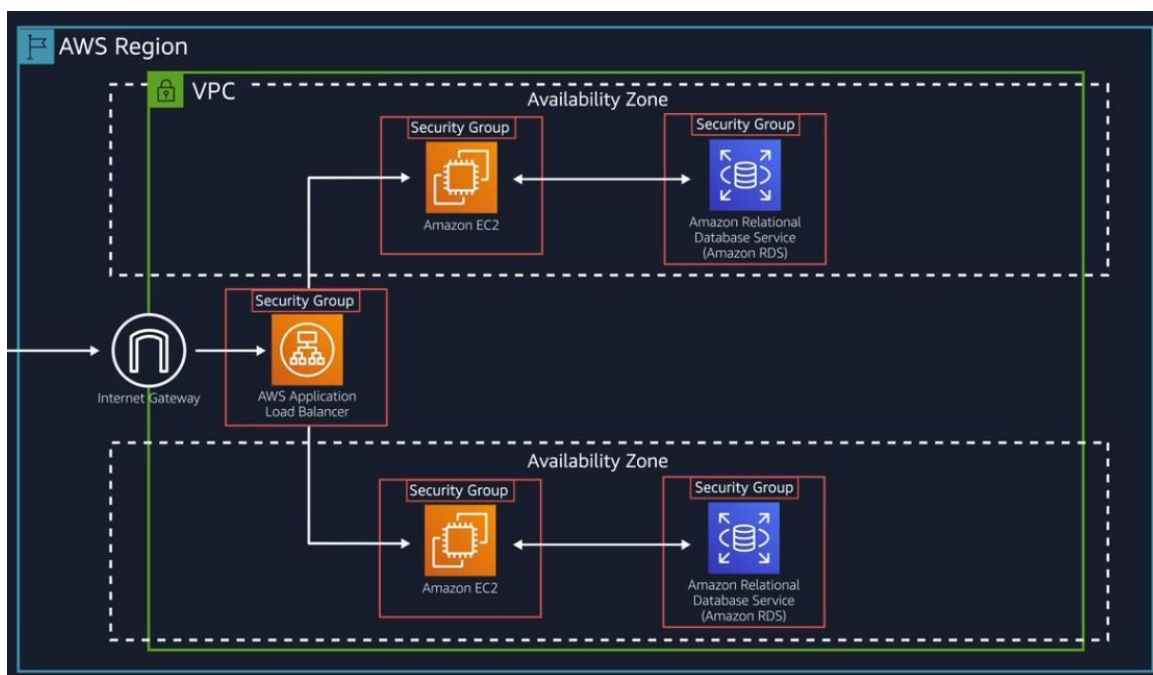 AWS Region
VPC
Availability Zone
Security Group
Amazon EC2
Security Group
Amazon Relational
Database Service
(Amazon RDS)
Internet Gateway
Security Group
AWS Application
Load Balancer
Availability Zone
Security Group
Amazon EC2
Security Group
Amazon Relational
Database Service
(Amazon RDS)